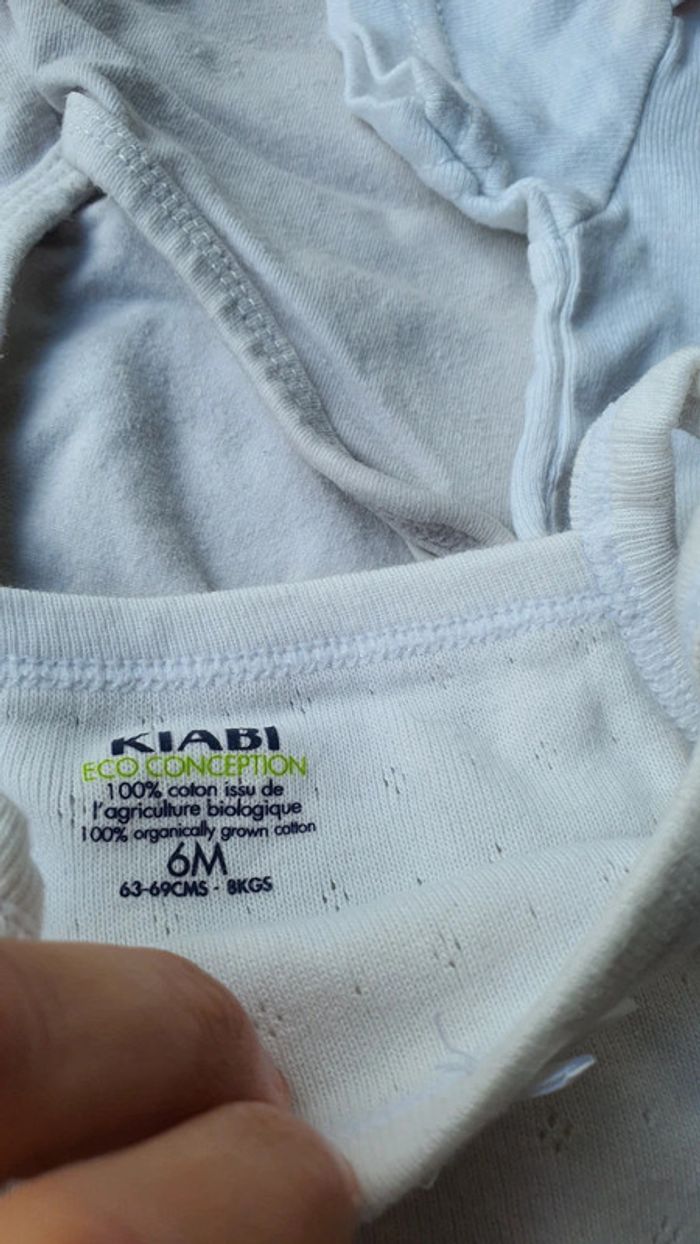 KIABI
ECO CONCEPTION
100% coton issu de
l'agriculture biologique
100% organically grown cotton
6M
63-69CMS - 8KGS